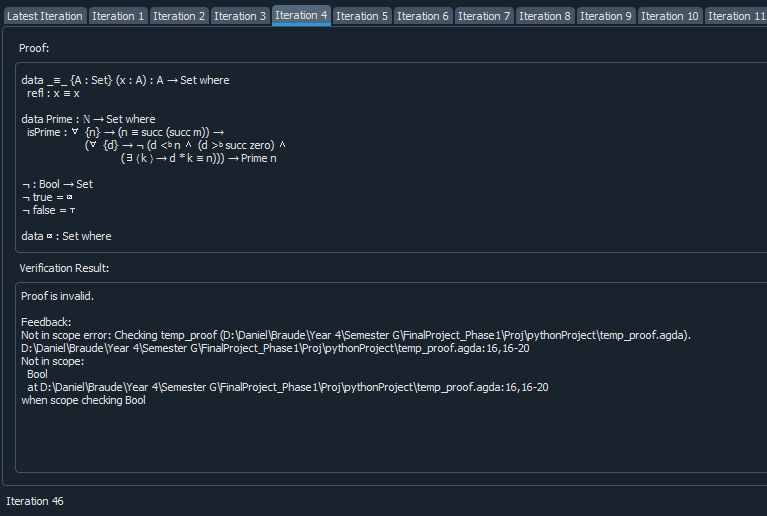 Latest Iteration Iteration 1 Iteration 2 Iteration 3 Iteration 4 Iteration 5 Iteration 6 Iteration 7 Iteration 8 Iteration 9 Iteration 10 Iteration 11
Proof:
data _≡_ {A : Set} (x : A) : A → Set where
refl : x ≡ x
data Prime : ℕ → Set where
isPrime : ∀ {n} → (n ≡ succ (succ m)) →
(∀ {d} → ¬ (d <ᵇ n ∧ (d >ᵇ succ zero) ∧
(∃ ⟨ k ⟩ → d * k ≡ n))) → Prime n
¬ : Bool → Set
¬ true =
¬ false = ⊤
data : Set where
Verification Result:
Proof is invalid.
Feedback:
Not in scope error: Checking temp_proof (D:\Daniel\Braude\Year 4\Semester G\FinalProject_Phase1\Proj\pythonProject\temp_proof.agda).
D:\Daniel\Braude\Year 4\Semester G\FinalProject_Phase1\Proj\pythonProject\temp_proof.agda:16,16-20
Not in scope:
Bool
at D:\Daniel\Braude\Year 4\Semester G\FinalProject_Phase1\Proj\pythonProject\temp_proof.agda:16,16-20
when scope checking Bool
Iteration 46